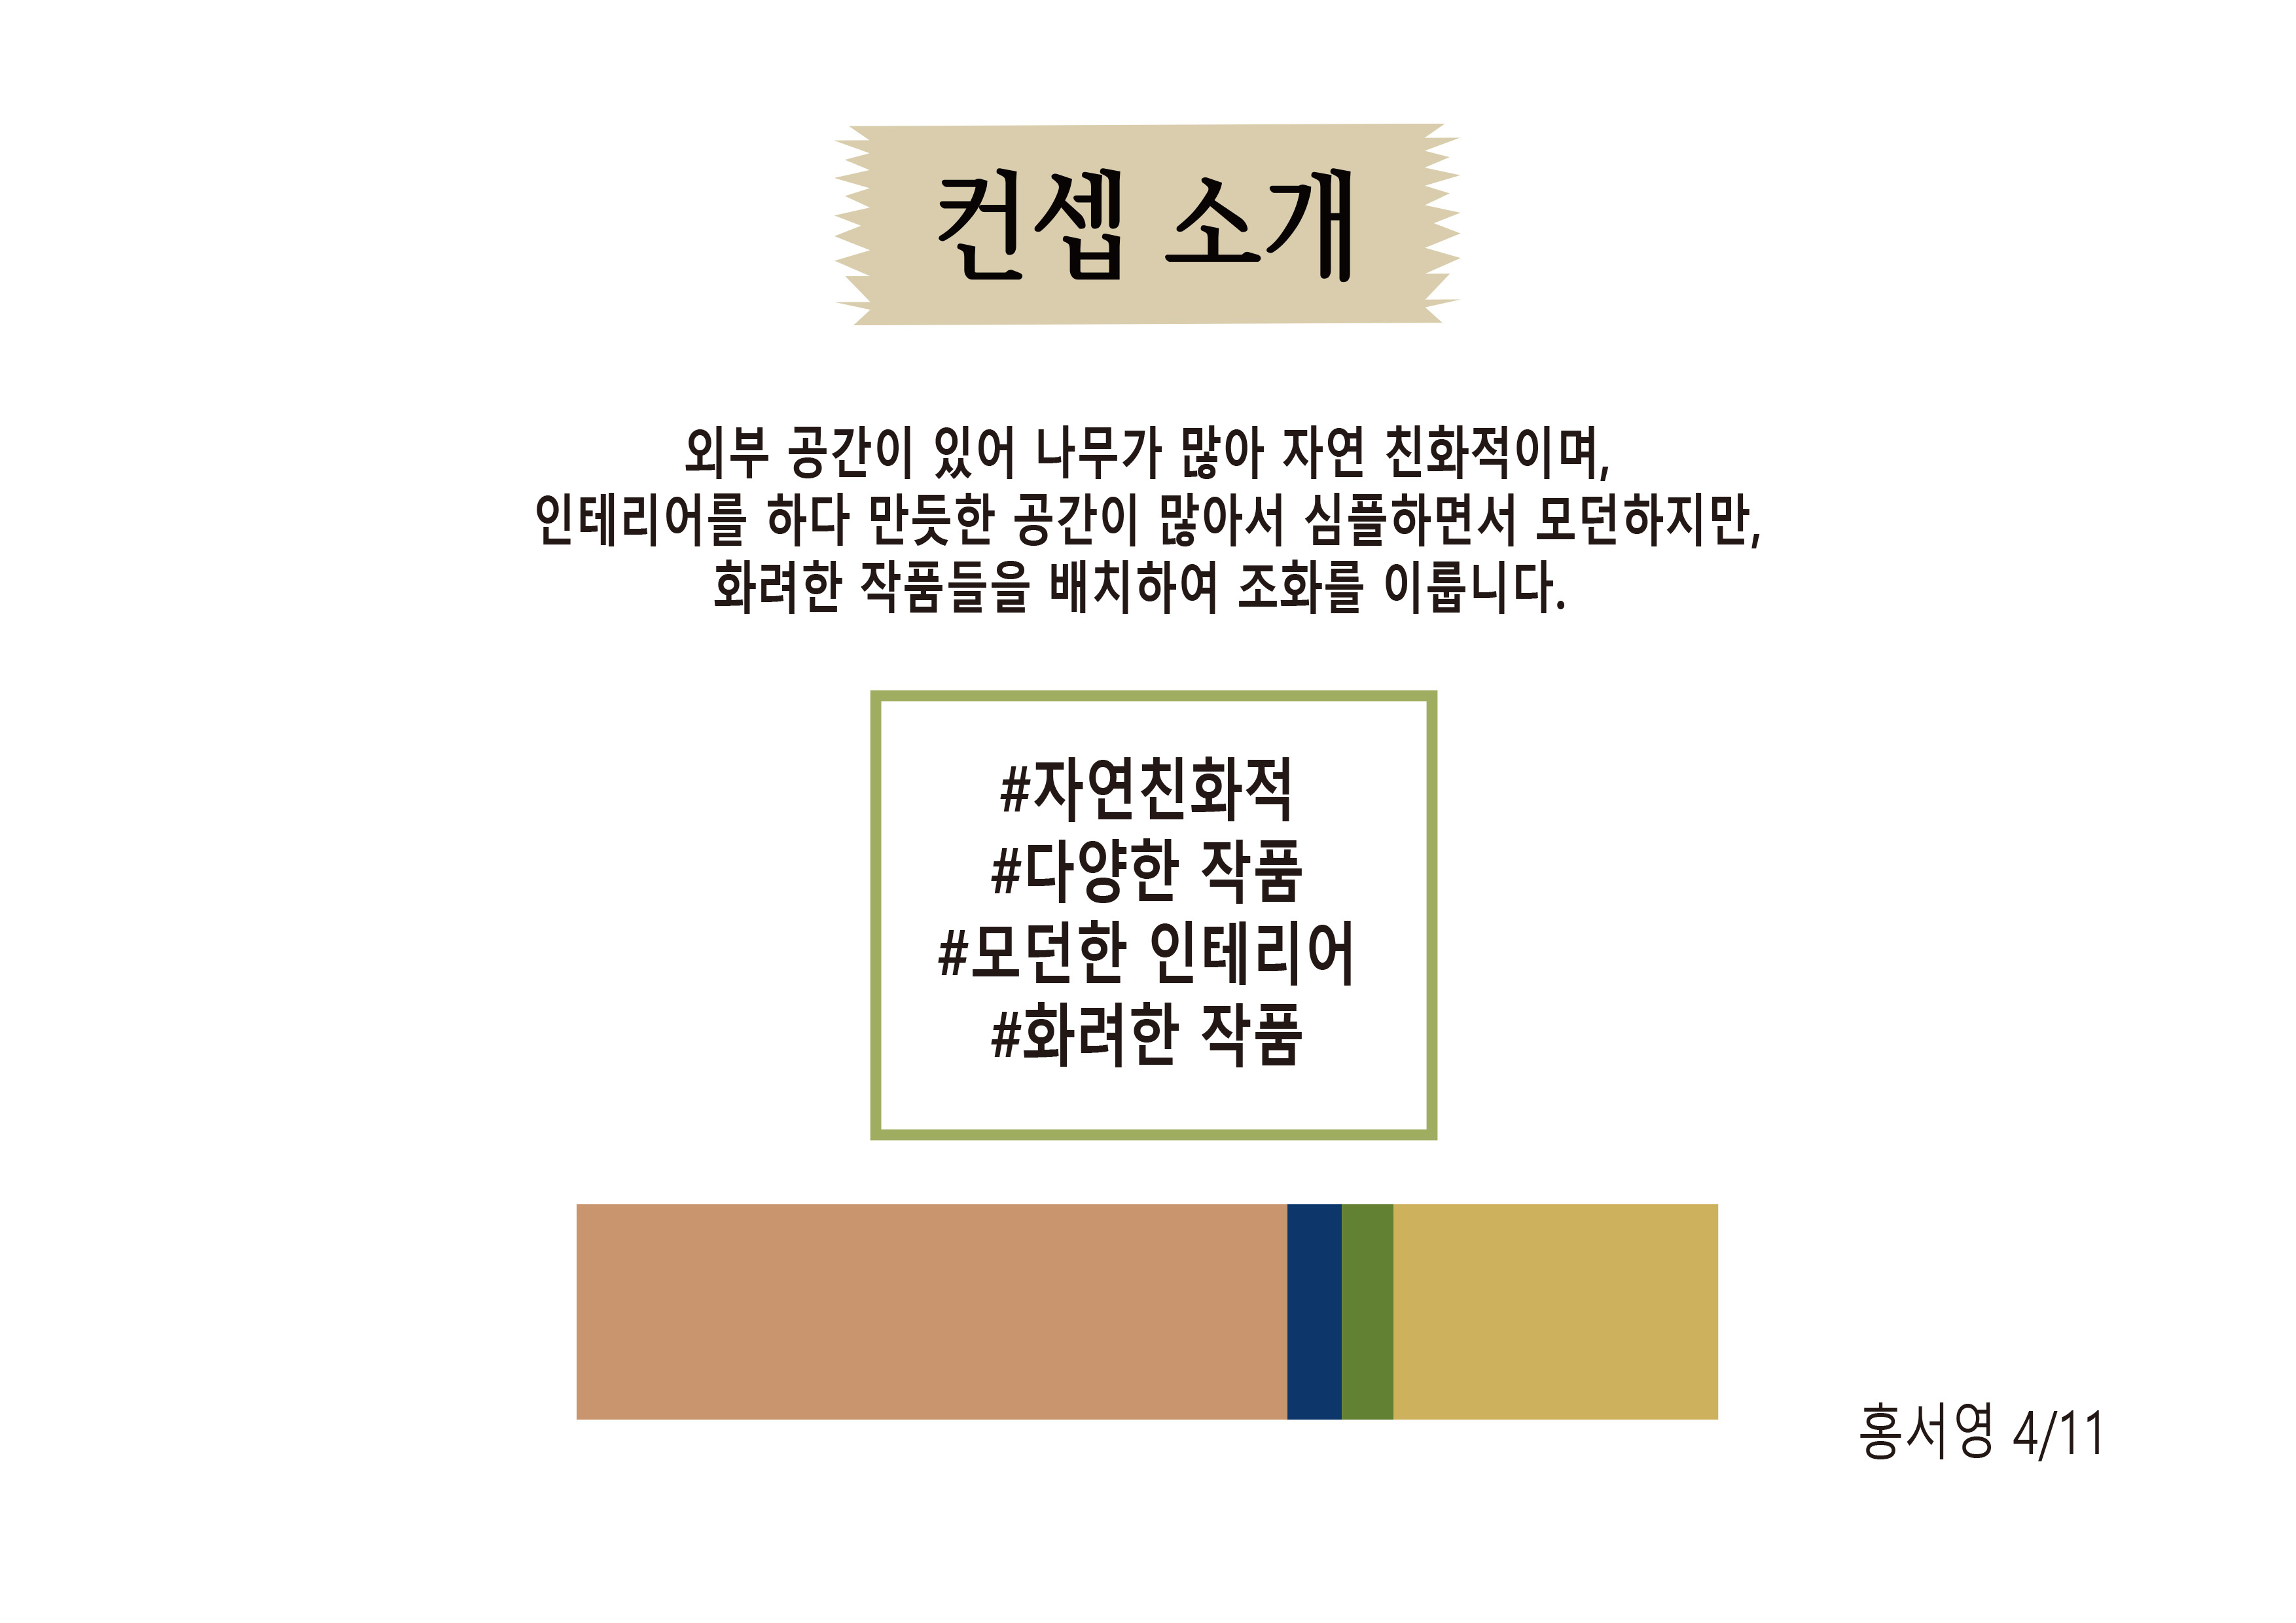 컨셉 소개
외부 공간이 있어 나무가 많아 자연 친화적이며,
인테리어를 하다 만듯한 공간이 많아서 심플하면서 모던하지만,
화려한 작품들을 배치하여 조화를 이룹니다.
#자연친화적
#다양한 작품
#모던한 인테리어
#화려한 작품
홍서영 4/11